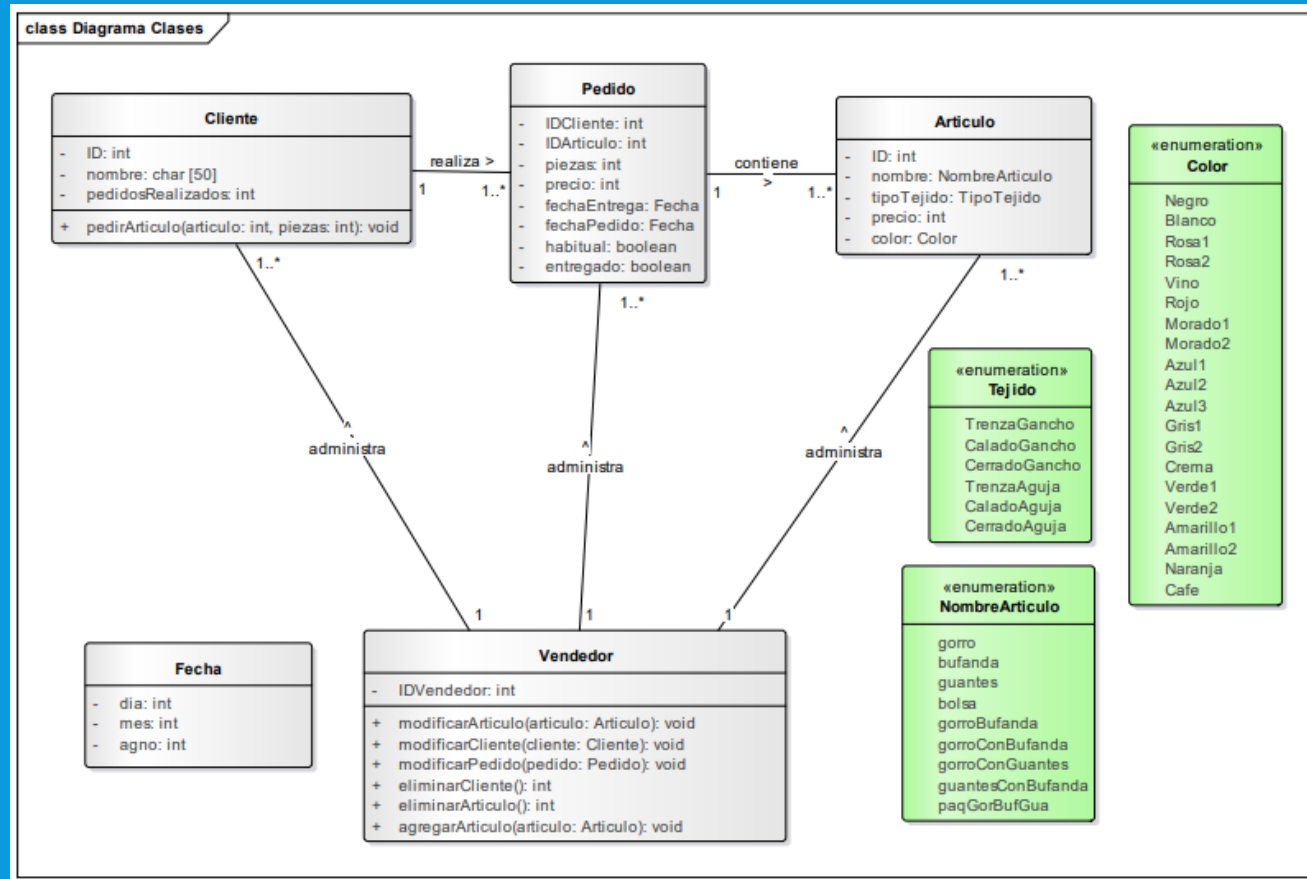 class Diagrama Clases
Cliente
- ID: int
- nombre: char [50]
- pedidosRealizados: int
+ pedirArticulo(articulo: int, piezas: int): void
realiza >
1
1..*
Pedido
- IDCliente: int
- IDArticulo: int
- piezas: int
- precio: int
- fechaEntrega: Fecha
- fechaPedido: Fecha
- habitual: boolean
- entregado: boolean
contiene
>
1
1..*
Articulo
- ID: int
- nombre: NombreArticulo
- tipoTejido: TipoTejido
- precio: int
- color: Color
«enumeration»
Color
Negro
Blanco
Rosa1
Rosa2
Vino
Rojo
Morado1
Morado2
Azul1
Azul2
Azul3
Gris1
Gris2
Crema
Verde1
Verde2
Amarillo1
Amarillo2
Naranja
Cafe
1..*
1..*
1..*
«enumeration»
Tejido
TrenzaGancho
CaladoGancho
CerradoGancho
TrenzaAguja
CaladoAguja
CerradoAguja
^
administra
^
administra
^
administra
«enumeration»
NombreArticulo
gorro
bufanda
guantes
bolsa
gorroBufanda
gorroConBufanda
gorroConGuantes
guantesConBufanda
paqGorBufGua
1
1
1
Fecha
- dia: int
- mes: int
- agno: int
Vendedor
- IDVendedor: int
+ modificarArticulo(articulo: Articulo): void
+ modificarCliente(cliente: Cliente): void
+ modificarPedido(pedido: Pedido): void
+ eliminarCliente(): int
+ eliminarArticulo(): int
+ agregarArticulo(articulo: Articulo): void